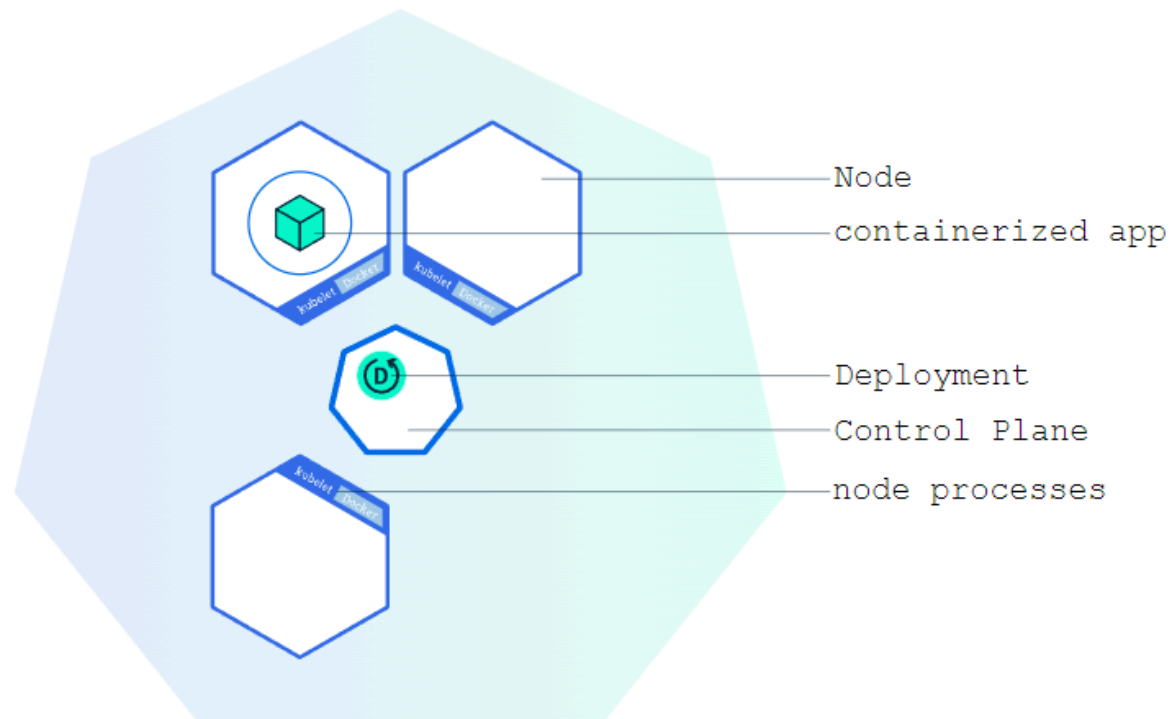 Node
containerized app
kubelet Docker
kubelet Docker
D
Deployment
Control Plane
kubelet Docker
node processes